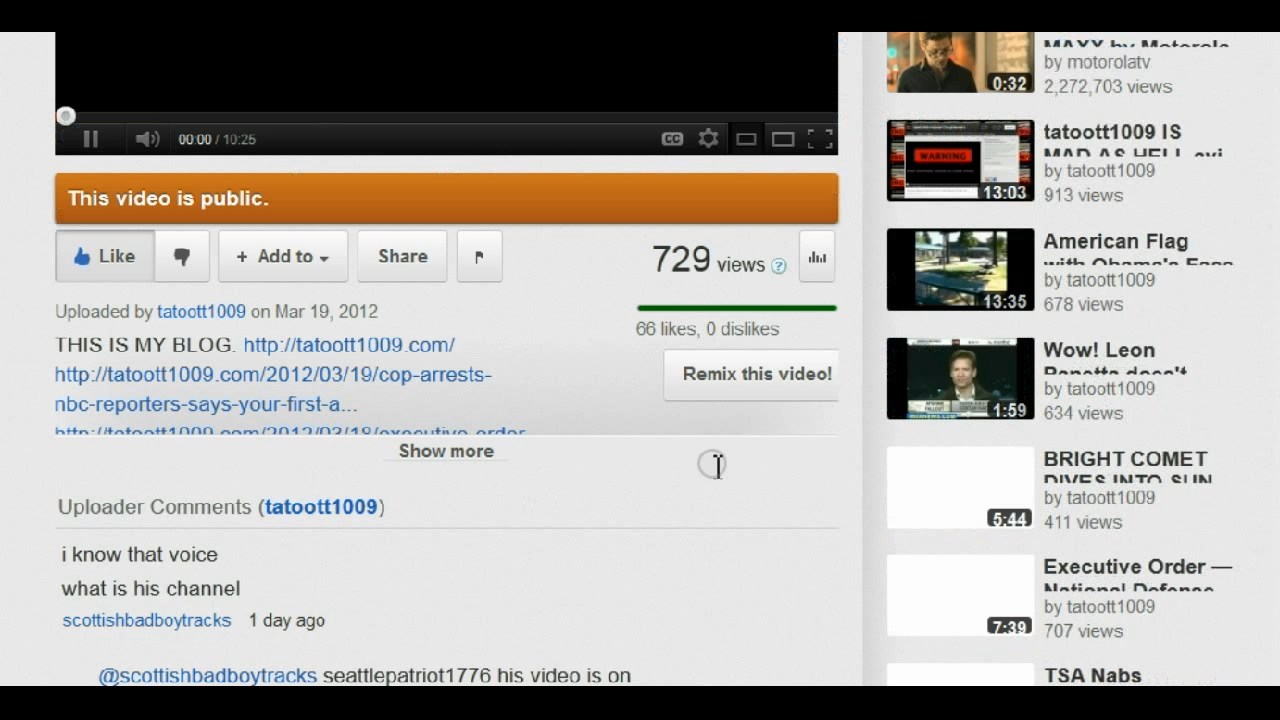 00:00 / 10:25
CC
This video is public.
Like
+ Add to
Share
729 views
?
Uploaded by tatoott1009 on Mar 19, 2012
66 likes, 0 dislikes
THIS IS MY BLOG. http://tatoott1009.com/
http://tatoott1009.com/2012/03/19/cop-arrests-
nbc-reporters-says-your-first-a...
http://tatoott1009.com/2012/03/18/executive-order
Remix this video!
Show more
Uploader Comments (tatoott1009)
i know that voice
what is his channel
scottishbadboytracks 1 day ago
@scottishbadboytracks seattlepatriot1776 his video is on
MAXX by Motorola
by motorolatv
2,272,703 views
0:32
tatoott1009 IS
MAD AS HELL.avi
by tatoott1009
913 views
WARNING
13:03
American Flag
with Obama's Face
by tatoott1009
678 views
13:35
Wow! Leon
Panetta doesn't
by tatoott1009
634 views
1:59
BRIGHT COMET
DIVES INTO SUN
by tatoott1009
411 views
5:44
Executive Order —
National Defense
by tatoott1009
707 views
7:39
TSA Nabs